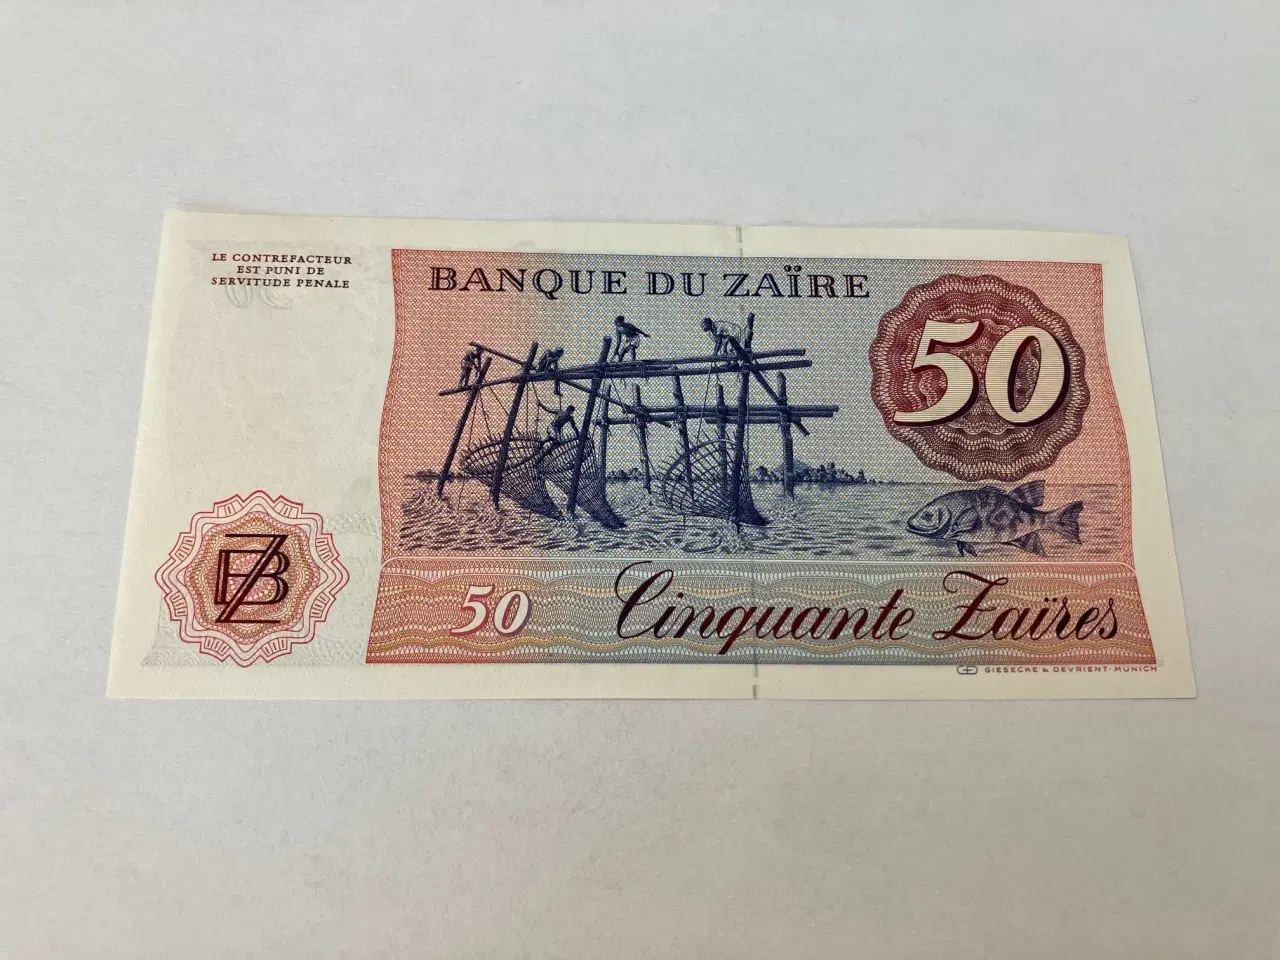 LE CONTREFACTEUR
EST PUNI DE
SERVITUDE PENALE
BANQUE DU ZAÏRE
50
BZ
50 Cinquante Zaïres
GIESECKE & DEVRIENT · MUNICH